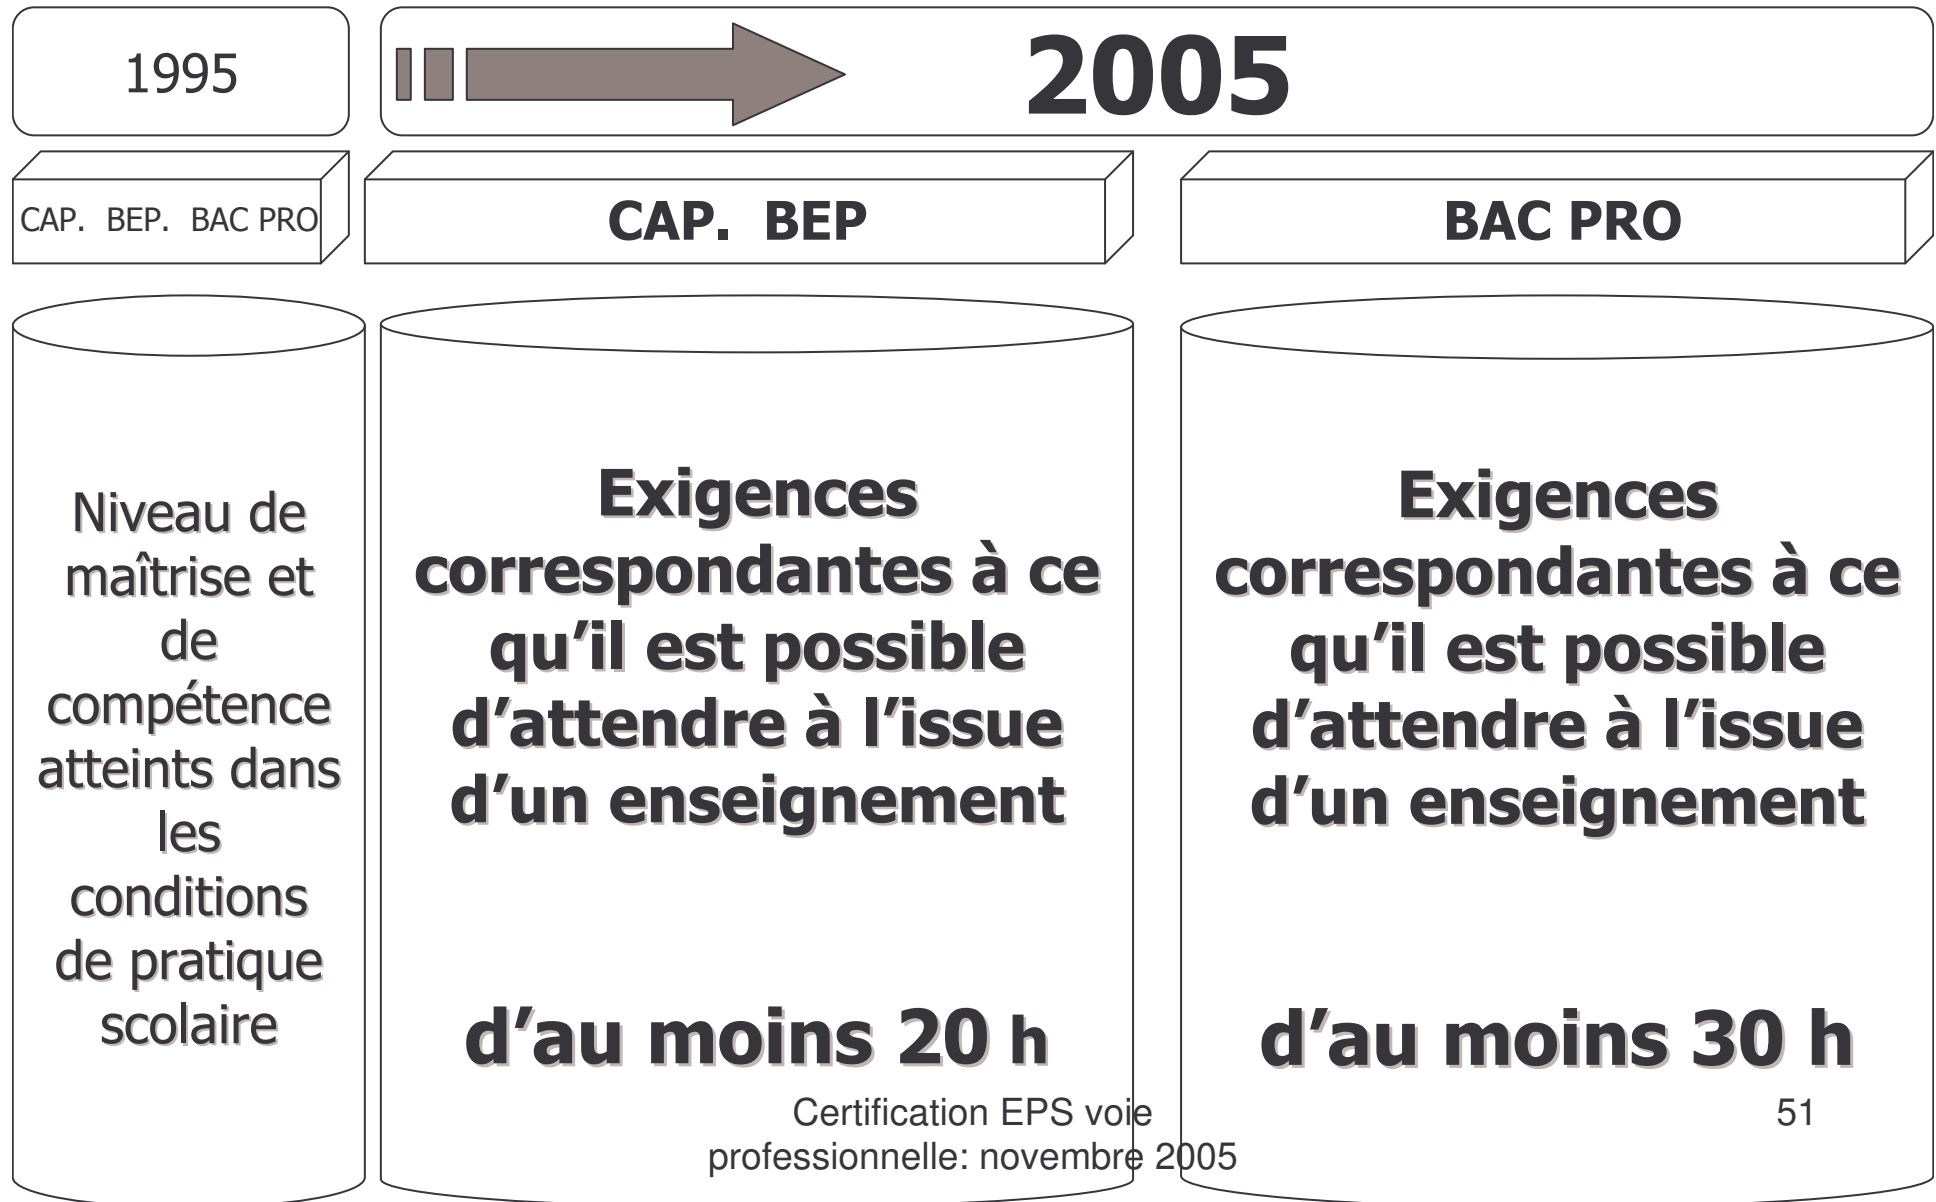 1995
2005
CAP. BEP. BAC PRO
CAP. BEP
BAC PRO
Niveau de
maîtrise et
de
compétence
atteints dans
les
conditions
de pratique
scolaire
Exigences
correspondantes à ce
qu’il est possible
d’attendre à l’issue
d’un enseignement
d’au moins 20 h
Exigences
correspondantes à ce
qu’il est possible
d’attendre à l’issue
d’un enseignement
d’au moins 30 h
Certification EPS voie
professionnelle: novembre 2005
51